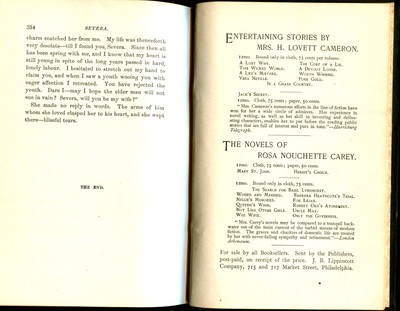 334 SEVERA.
charm snatched her from me. My life was thenceforth
very desolate—till I found you, Severa. Since then all
has been spring with me, and I know that my heart is
still young in spite of the long years passed in hard,
lonely labour. I hesitated to stretch out my hand to
claim you, and when I saw a youth wooing you with
eager affection I retreated. You have rejected the
youth. Dare I—may I hope the older man will not
sue in vain? Severa, will you be my wife?"
She made no reply in words. The arms of him
whom she loved clasped her to his heart, and she wept
there—blissful tears.
THE END.
ENTERTAINING STORIES BY
MRS. H. LOVETT CAMERON.
12mo. Bound only in cloth, 75 cents per volume.
A LOST WIFE. THE COST OF A LIE.
THIS WICKED WORLD. A DEVOUT LOVER.
A LIFE'S MISTAKE. WORTH WINNING.
VERA NEVILL. PURE GOLD.
IN A GRASS COUNTRY.
JACK'S SECRET.
12mo. Cloth, 75 cents; paper, 50 cents.
"Mrs. Cameron's numerous efforts in the line of fiction have
won for her a wide circle of admirers. Her experience in
novel writing, as well as her skill in inventing and deline-
ating characters, enables her to put before the reading public
stories that are full of interest and pure in tone."—Harrisburg
Telegraph.
THE NOVELS OF
ROSA NOUCHETTE CAREY.
12mo. Cloth, 75 cents; paper, 50 cents.
MARY ST. JOHN. HERIOT'S CHOICE.
12mo. Bound only in cloth, 75 cents.
THE SEARCH FOR BASIL LYNDHURST.
WOOED AND MARRIED. BARBARA HEATHCOTE'S TRIAL.
NELLIE'S MEMORIES. FOR LILIAS.
QUEENIE'S WHIM. ROBERT ORD'S ATONEMENT.
NOT LIKE OTHER GIRLS. UNCLE MAX.
WEE WIFIE. ONLY THE GOVERNESS.
"Mrs. Carey's novels may be compared to a tranquil back-
water out of the main current of the turbid stream of modern
fiction. The graces and charities of domestic life are treated
by her with never-failing sympathy and refinement."—London
Athenæum.
For sale by all Booksellers. Sent by the Publishers,
post-paid, on receipt of the price. J. B. Lippincott
Company, 715 and 717 Market Street, Philadelphia.